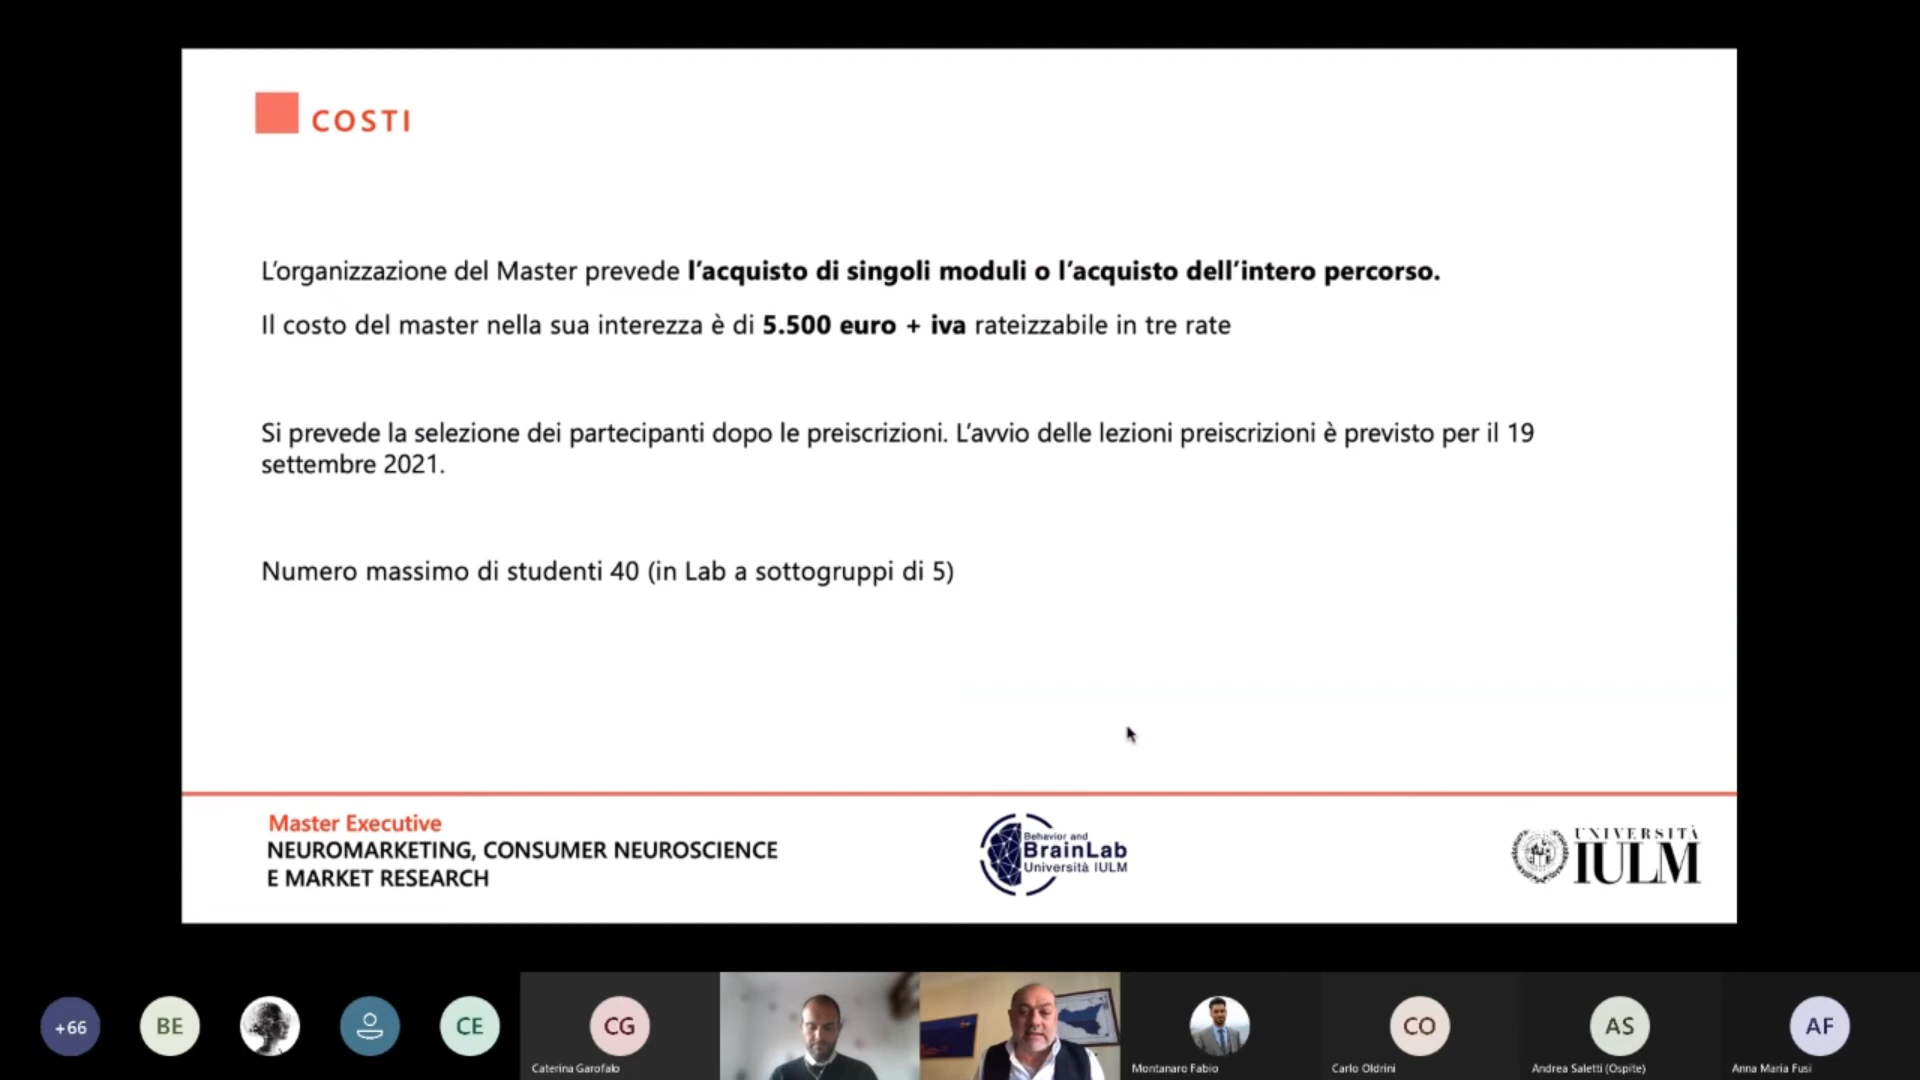 COSTI
L'organizzazione del Master prevede l'acquisto di singoli moduli o l'acquisto dell'intero percorso.
Il costo del master nella sua interezza è di 5.500 euro + iva rateizzabile in tre rate
Si prevede la selezione dei partecipanti dopo le preiscrizioni. L'avvio delle lezioni preiscrizioni è previsto per il 19
settembre 2021.
Numero massimo di studenti 40 (in Lab a sottogruppi di 5)
Master Executive
NEUROMARKETING, CONSUMER NEUROSCIENCE
E MARKET RESEARCH
Behavior and
BrainLab
Università IULM
UNIVERSITÀ
IULM
+66
BE
CE
CG
CO
AS
AF
Caterina Garofalo
Montanaro Fabio
Carlo Oldrini
Andrea Saletti (Ospite)
Anna Maria Fusi